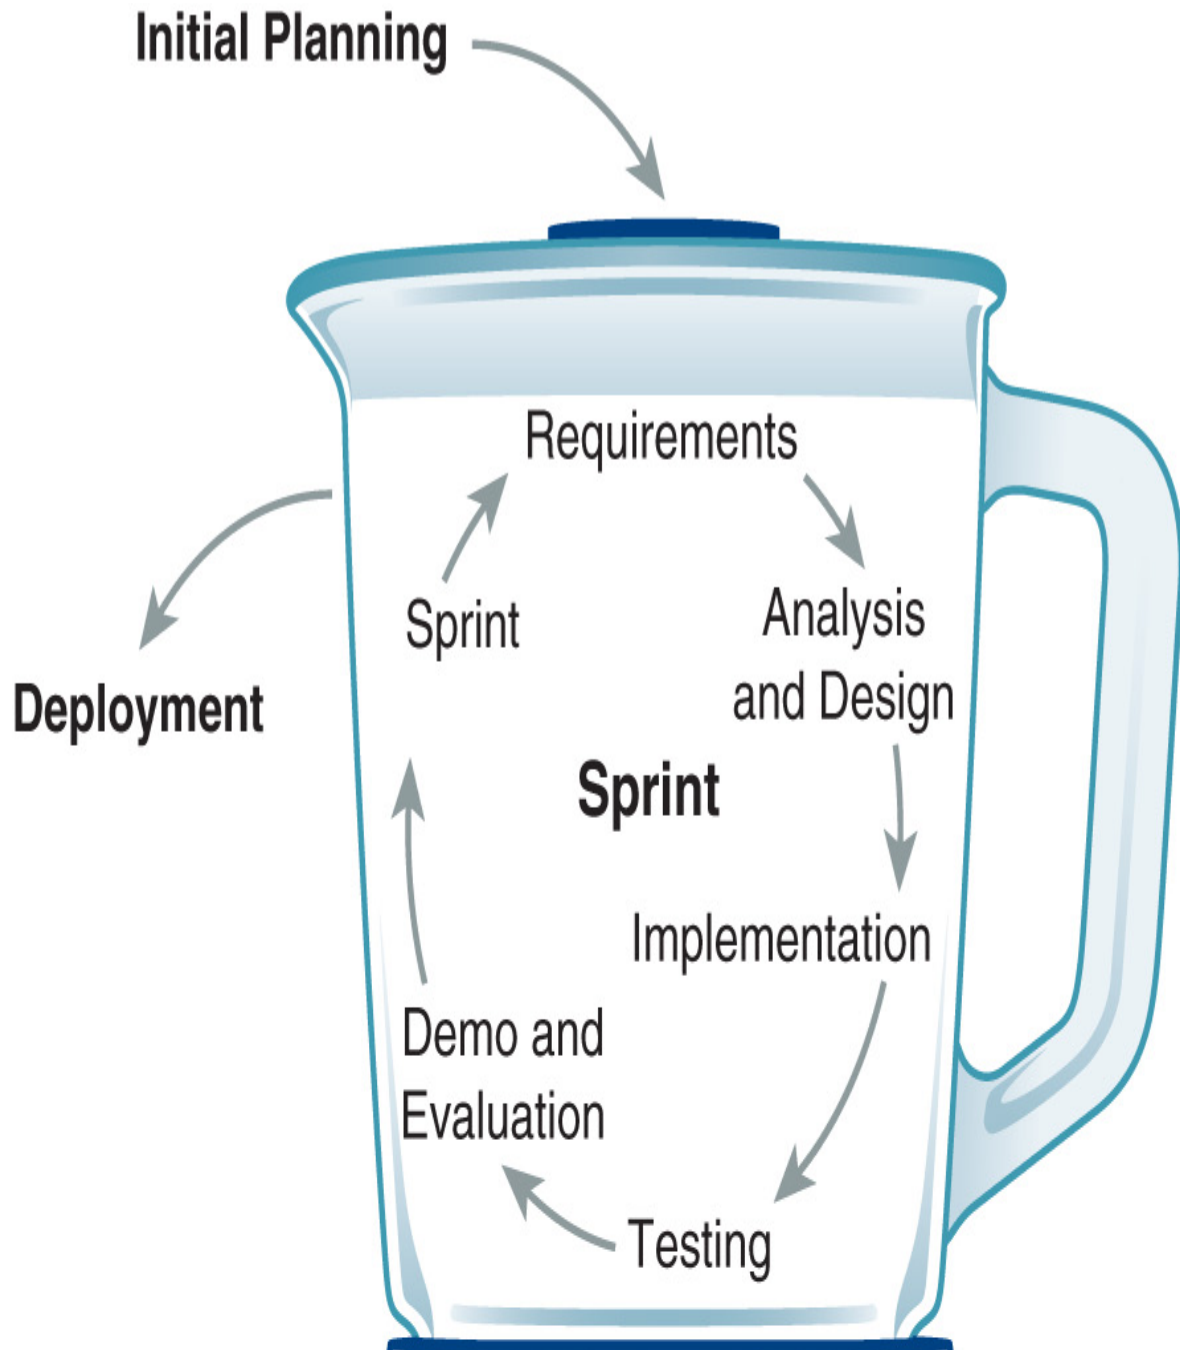 Initial Planning
Requirements
Sprint
Analysis
and Design
Deployment
Sprint
Implementation
Demo and
Evaluation
Testing